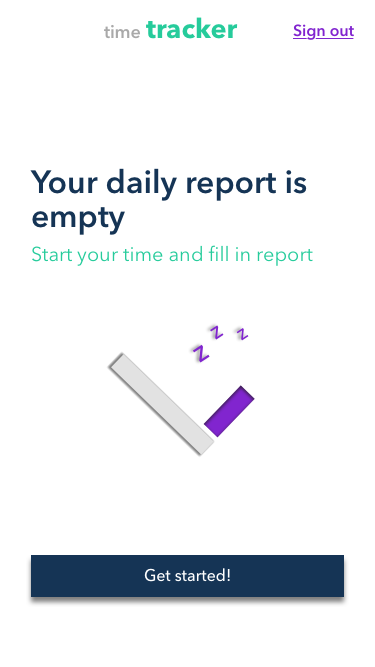 time tracker
Sign out
Your daily report is
empty
Start your time and fill in report
z z z
Get started!